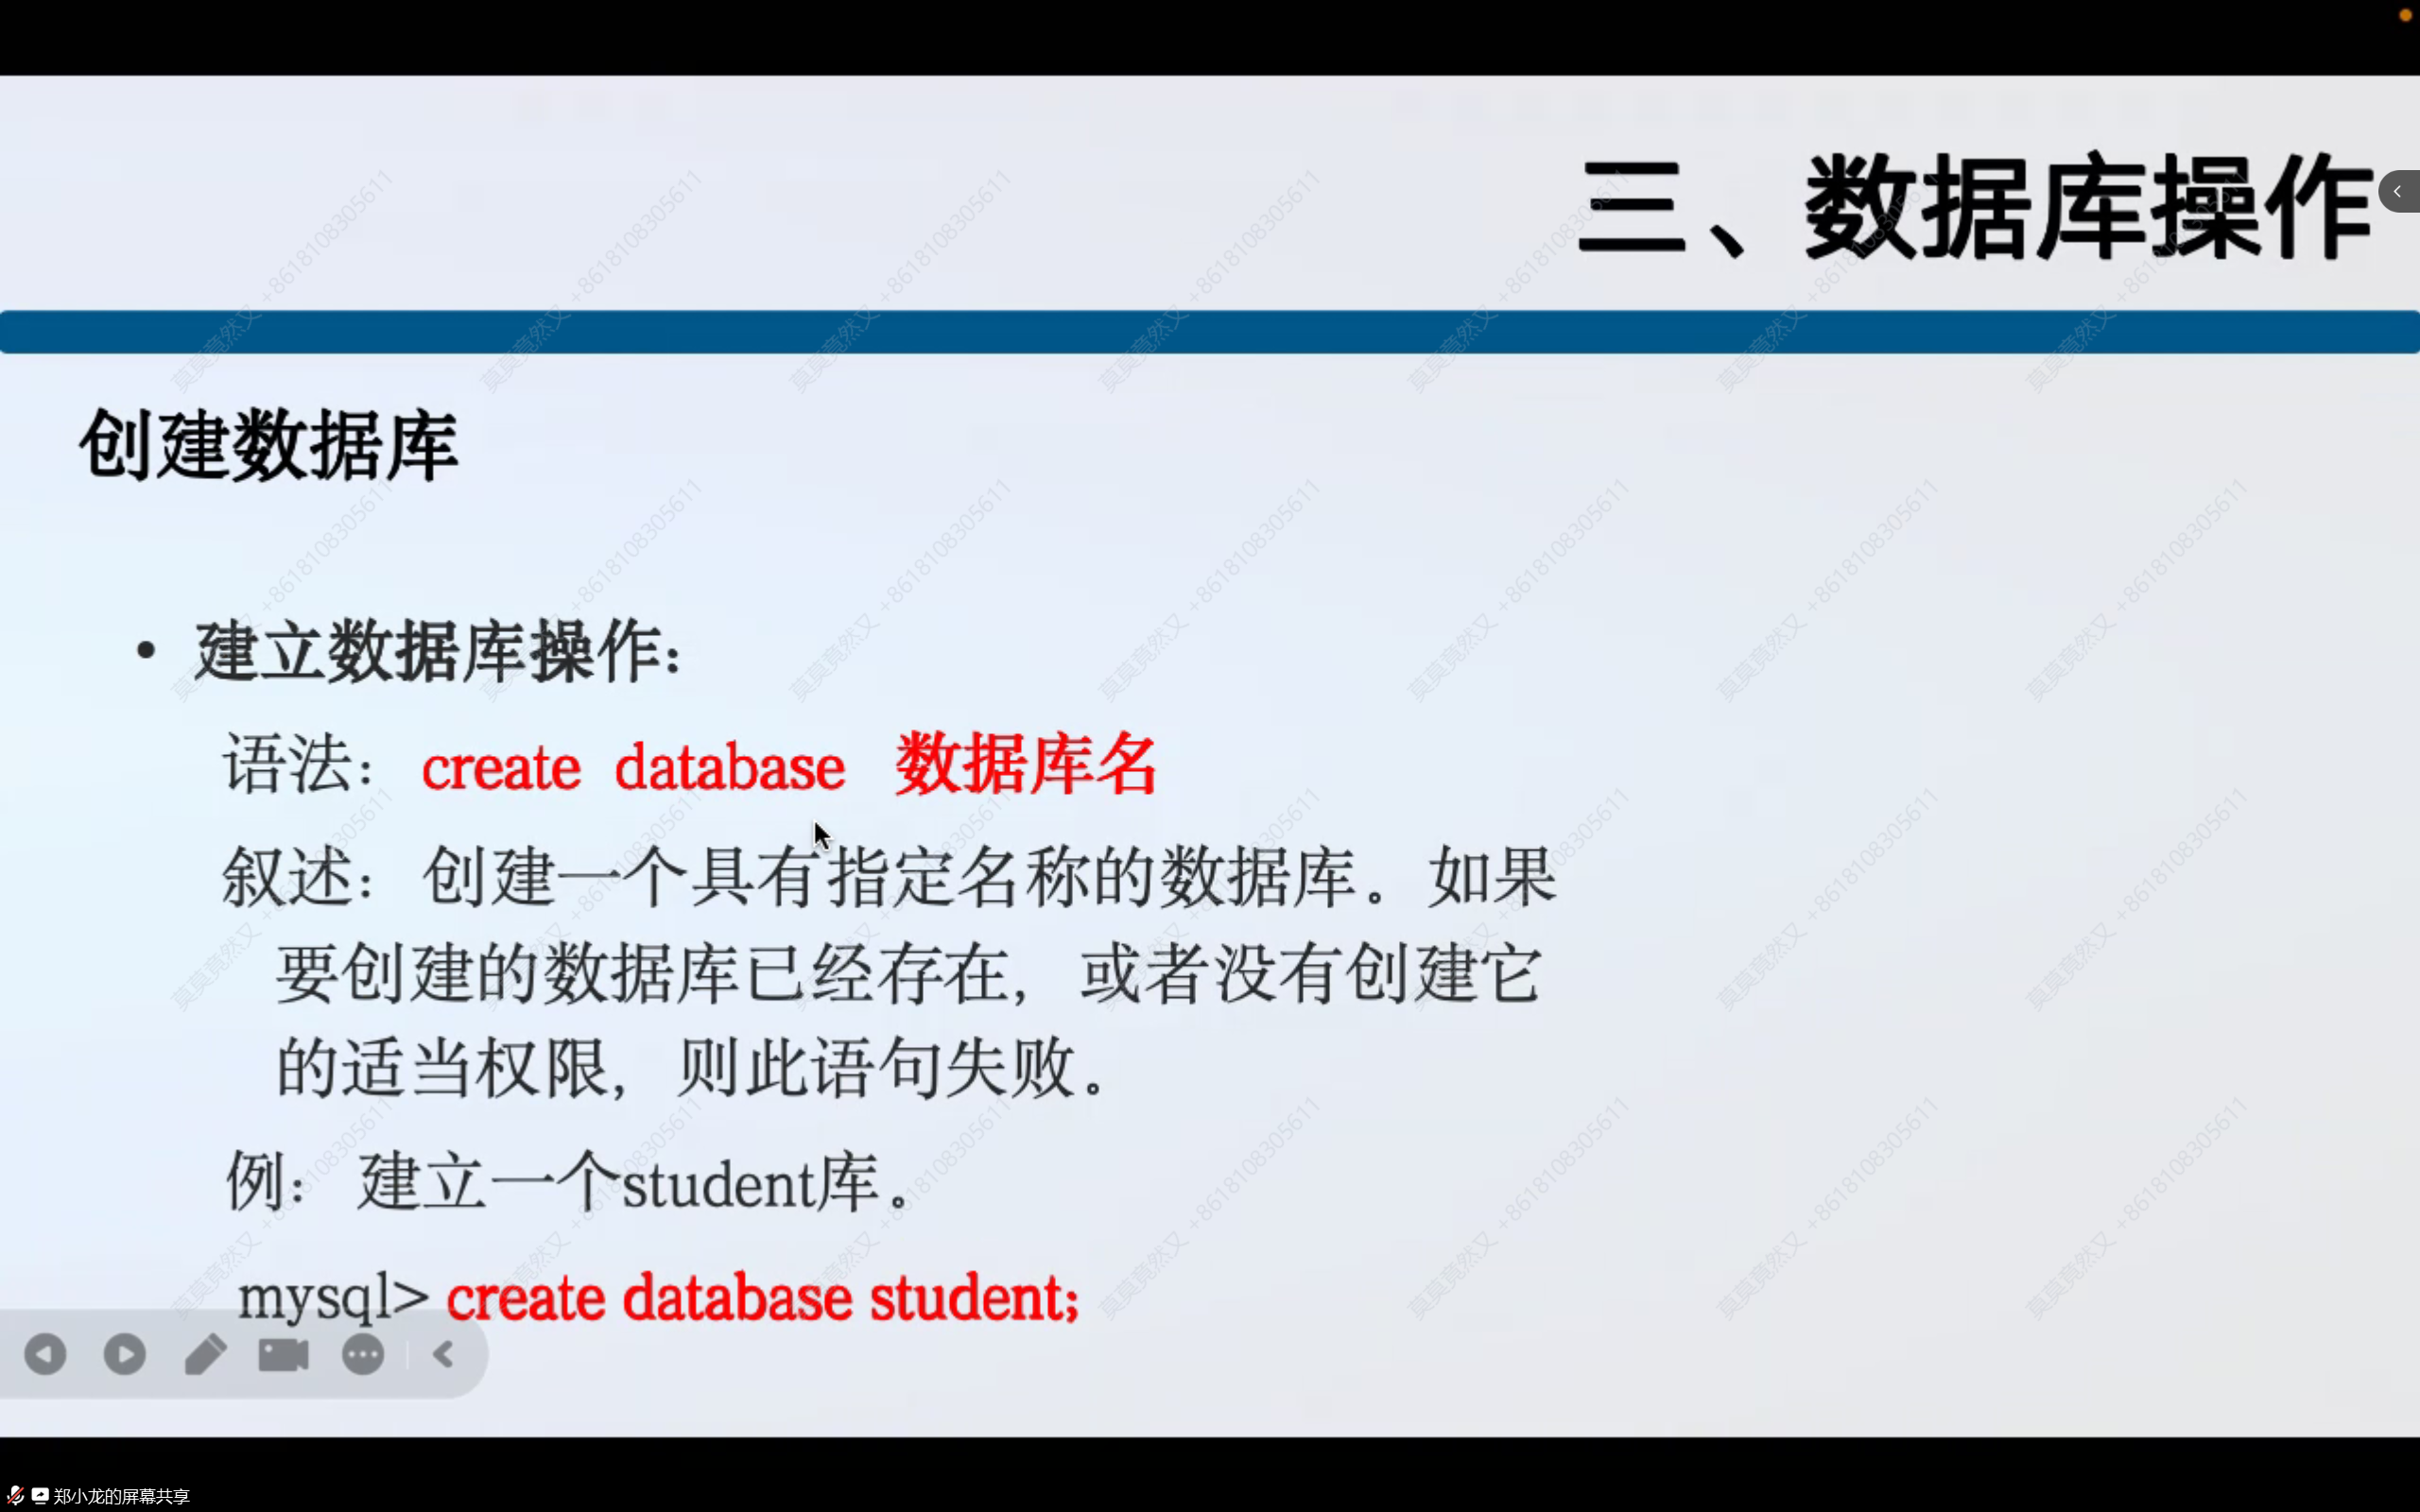 三、数据库操作
创建数据库
• 建立数据库操作：
语法： create database 数据库名
叙述： 创建一个具有指定名称的数据库。如果
要创建的数据库已经存在，或者没有创建它
的适当权限，则此语句失败。
例： 建立一个student库。
mysql> create database student;
郑小龙的屏幕共享